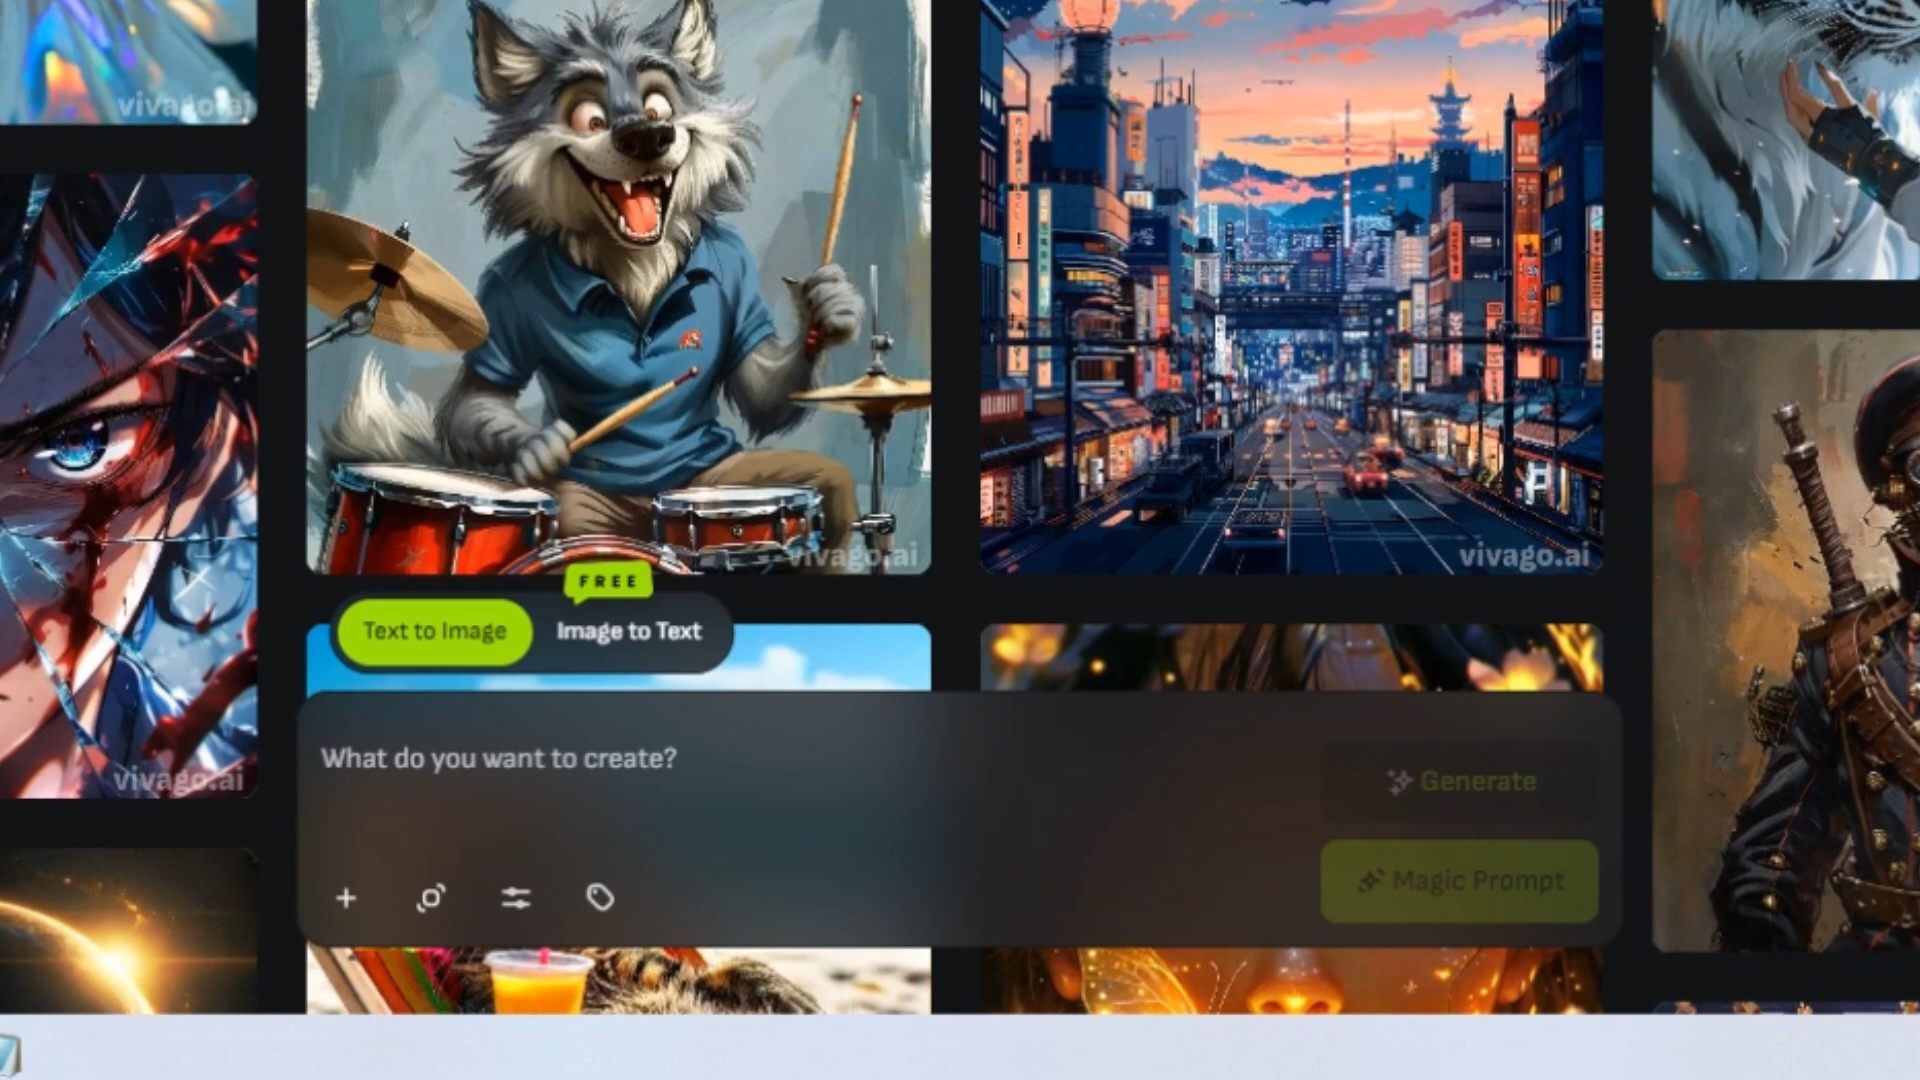 vivago.ai
vivago.ai
vivago.ai
FREE
Text to Image
Image to Text
vivago.ai
What do you want to create?
Generate
Magic Prompt